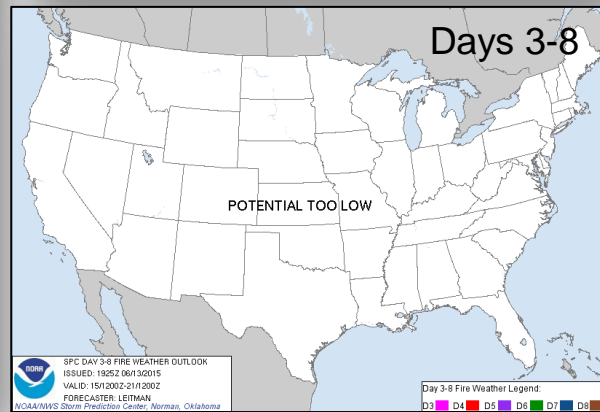 Days 3-8
POTENTIAL TOO LOW
NOAA
SPC DAY 3-8 FIRE WEATHER OUTLOOK
ISSUED: 1925Z 06/13/2015
VALID: 15/1200Z-21/1200Z
FORECASTER: LEITMAN
NOAA/NWS Storm Prediction Center, Norman, Oklahoma
Day 3-8 Fire Weather Legend:
D3 D4 D5 D6 D7 D8